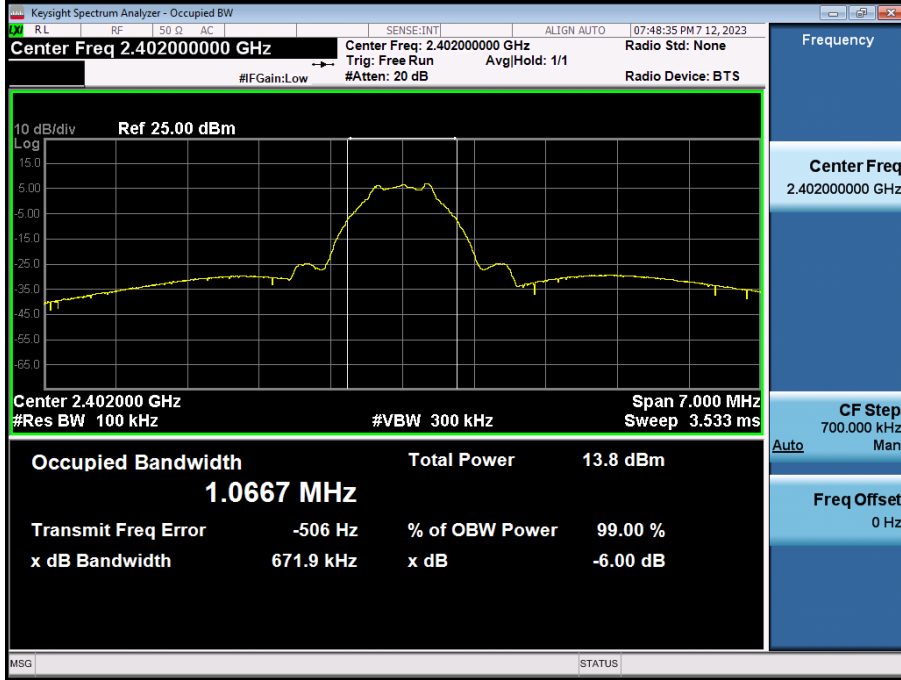 Keysight Spectrum Analyzer - Occupied BW
LXI RL RF 50 Ω AC SENSE:INT ALIGN AUTO 07:48:35 PM 7 12, 2023
Center Freq 2.402000000 GHz
Center Freq: 2.402000000 GHz Radio Std: None
Trig: Free Run Avg|Hold: 1/1
#IFGain:Low #Atten: 20 dB Radio Device: BTS
10 dB/div Ref 25.00 dBm
Log
15.0
5.00
-5.00
-15.0
-25.0
-35.0
-45.0
-55.0
-65.0
Center 2.402000 GHz Span 7.000 MHz
#Res BW 100 kHz #VBW 300 kHz Sweep 3.533 ms
Occupied Bandwidth Total Power 13.8 dBm
1.0667 MHz
Transmit Freq Error -506 Hz % of OBW Power 99.00 %
x dB Bandwidth 671.9 kHz x dB -6.00 dB
MSG STATUS
Frequency
Center Freq
2.402000000 GHz
CF Step
700.000 kHz
Auto Man
Freq Offset
0 Hz